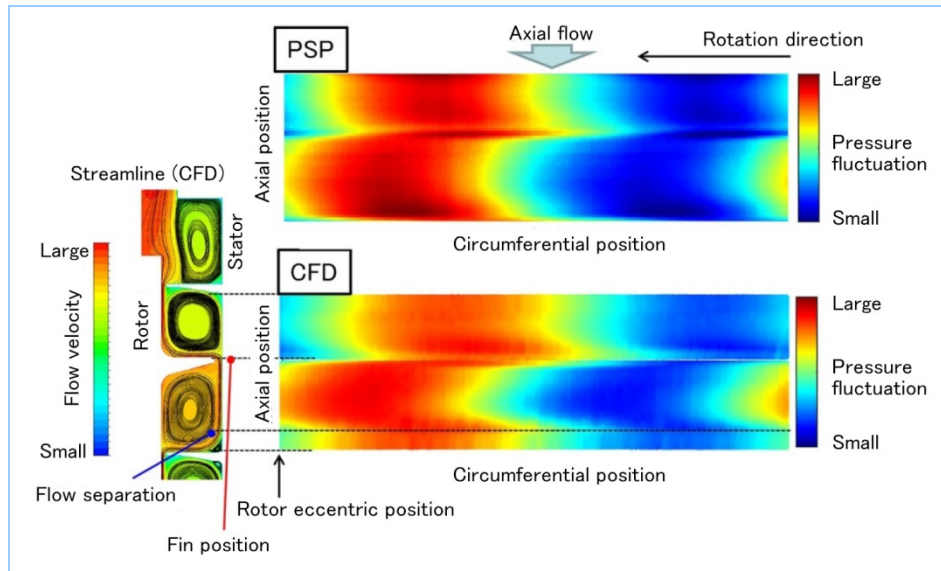 PSP
Axial flow
Rotation direction
Axial position
Large
Pressure
fluctuation
Small
Circumferential position
Streamline (CFD)
Stator
Rotor
Large
Flow velocity
Small
CFD
Axial position
Large
Pressure
fluctuation
Small
Circumferential position
Flow separation
Rotor eccentric position
Fin position